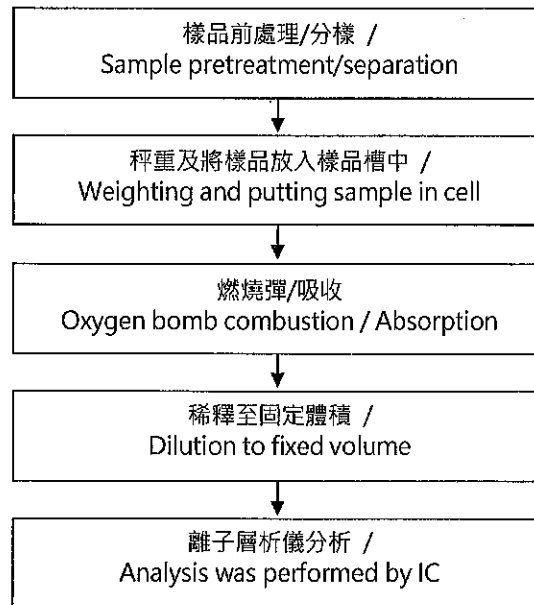 樣品前處理/分樣 /
Sample pretreatment/separation
秤重及將樣品放入樣品槽中 /
Weighting and putting sample in cell
燃燒彈/吸收
Oxygen bomb combustion / Absorption
稀釋至固定體積 /
Dilution to fixed volume
離子層析儀分析 /
Analysis was performed by IC